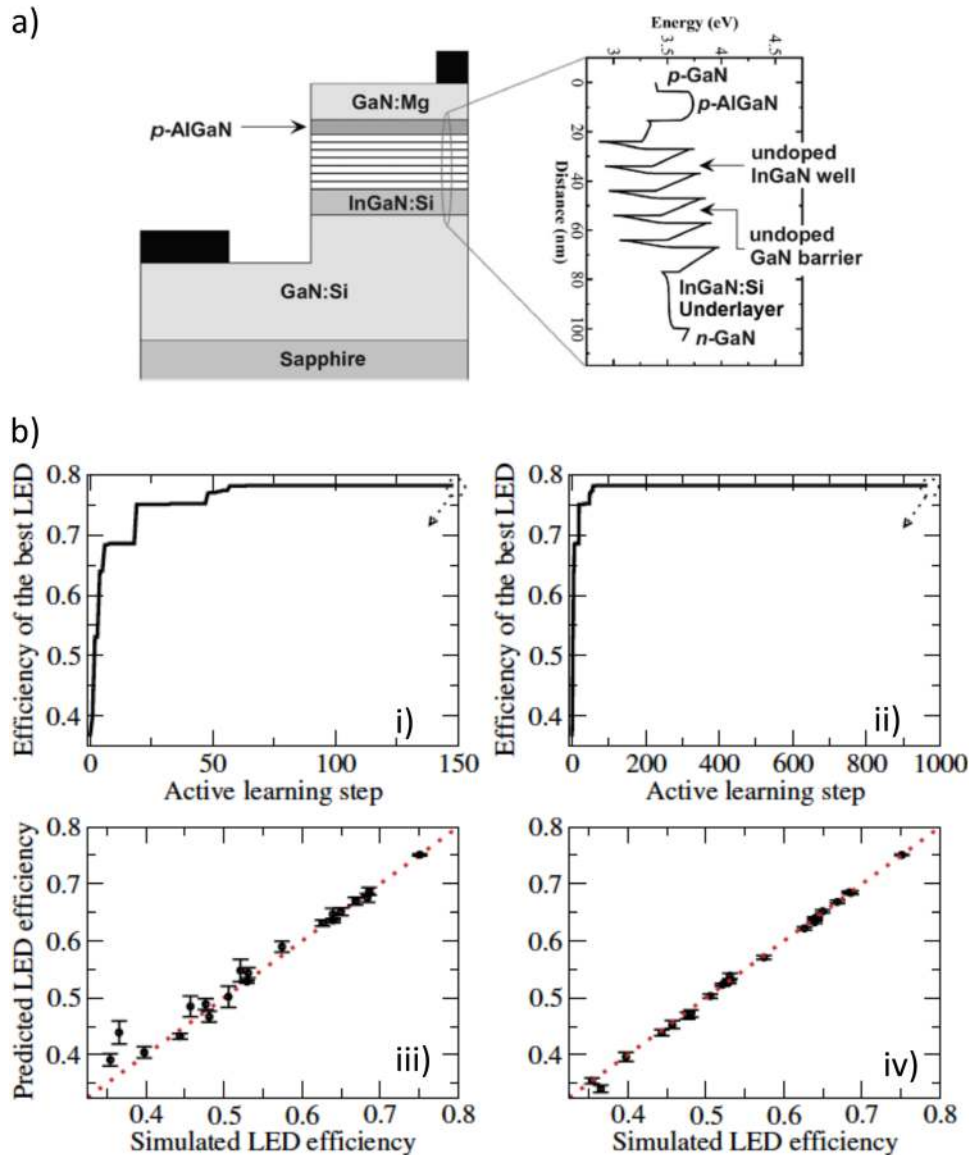 a)
GaN:Mg
p-AlGaN
InGaN:Si
GaN:Si
Sapphire
Energy (eV)
3 3.5 4 4.5
Distance (nm)
0
20
40
60
80
100
p-GaN
p-AlGaN
undoped
InGaN well
undoped
GaN barrier
InGaN:Si
Underlayer
n-GaN
b)
Efficiency of the best LED
0.8
0.7
0.6
0.5
0.4
i)
0 50 100 150
Active learning step
Efficiency of the best LED
0.8
0.7
0.6
0.5
0.4
ii)
0 200 400 600 800 1000
Active learning step
Predicted LED efficiency
0.8
0.7
0.6
0.5
0.4
iii)
0.4 0.5 0.6 0.7 0.8
Simulated LED efficiency
0.8
0.7
0.6
0.5
0.4
iv)
0.4 0.5 0.6 0.7 0.8
Simulated LED efficiency